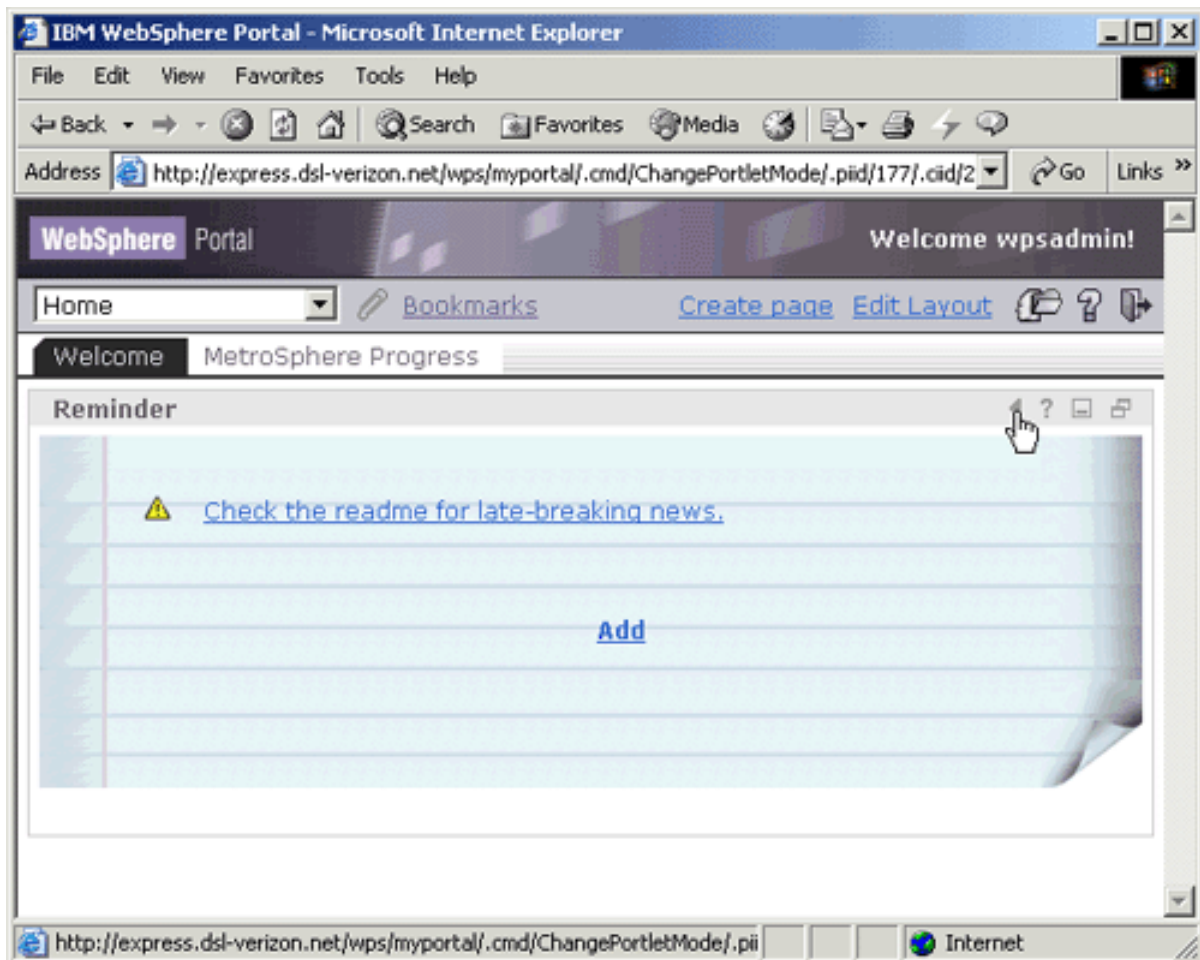 IBM WebSphere Portal - Microsoft Internet Explorer
File Edit View Favorites Tools Help
Back Search Favorites Media
Address http://express.dsl-verizon.net/wps/myportal/.cmd/ChangePortletMode/.piid/177/.ciid/2 Go Links »
WebSphere Portal Welcome wpsadmin!
Home Bookmarks Create page Edit Layout ?
Welcome MetroSphere Progress
Reminder ?
Check the readme for late-breaking news.
Add
http://express.dsl-verizon.net/wps/myportal/.cmd/ChangePortletMode/.pii Internet